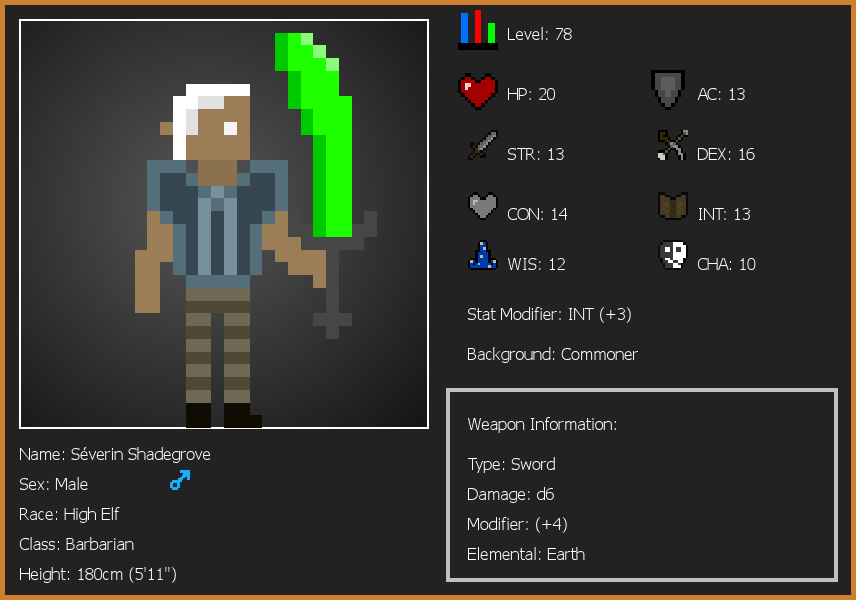 Level: 78
HP: 20
AC: 13
STR: 13
DEX: 16
CON: 14
INT: 13
WIS: 12
CHA: 10
Stat Modifier: INT (+3)
Background: Commoner
Weapon Information:
Type: Sword
Damage: d6
Modifier: (+4)
Elemental: Earth
Name: Séverin Shadegrove
Sex: Male
Race: High Elf
Class: Barbarian
Height: 180cm (5'11")